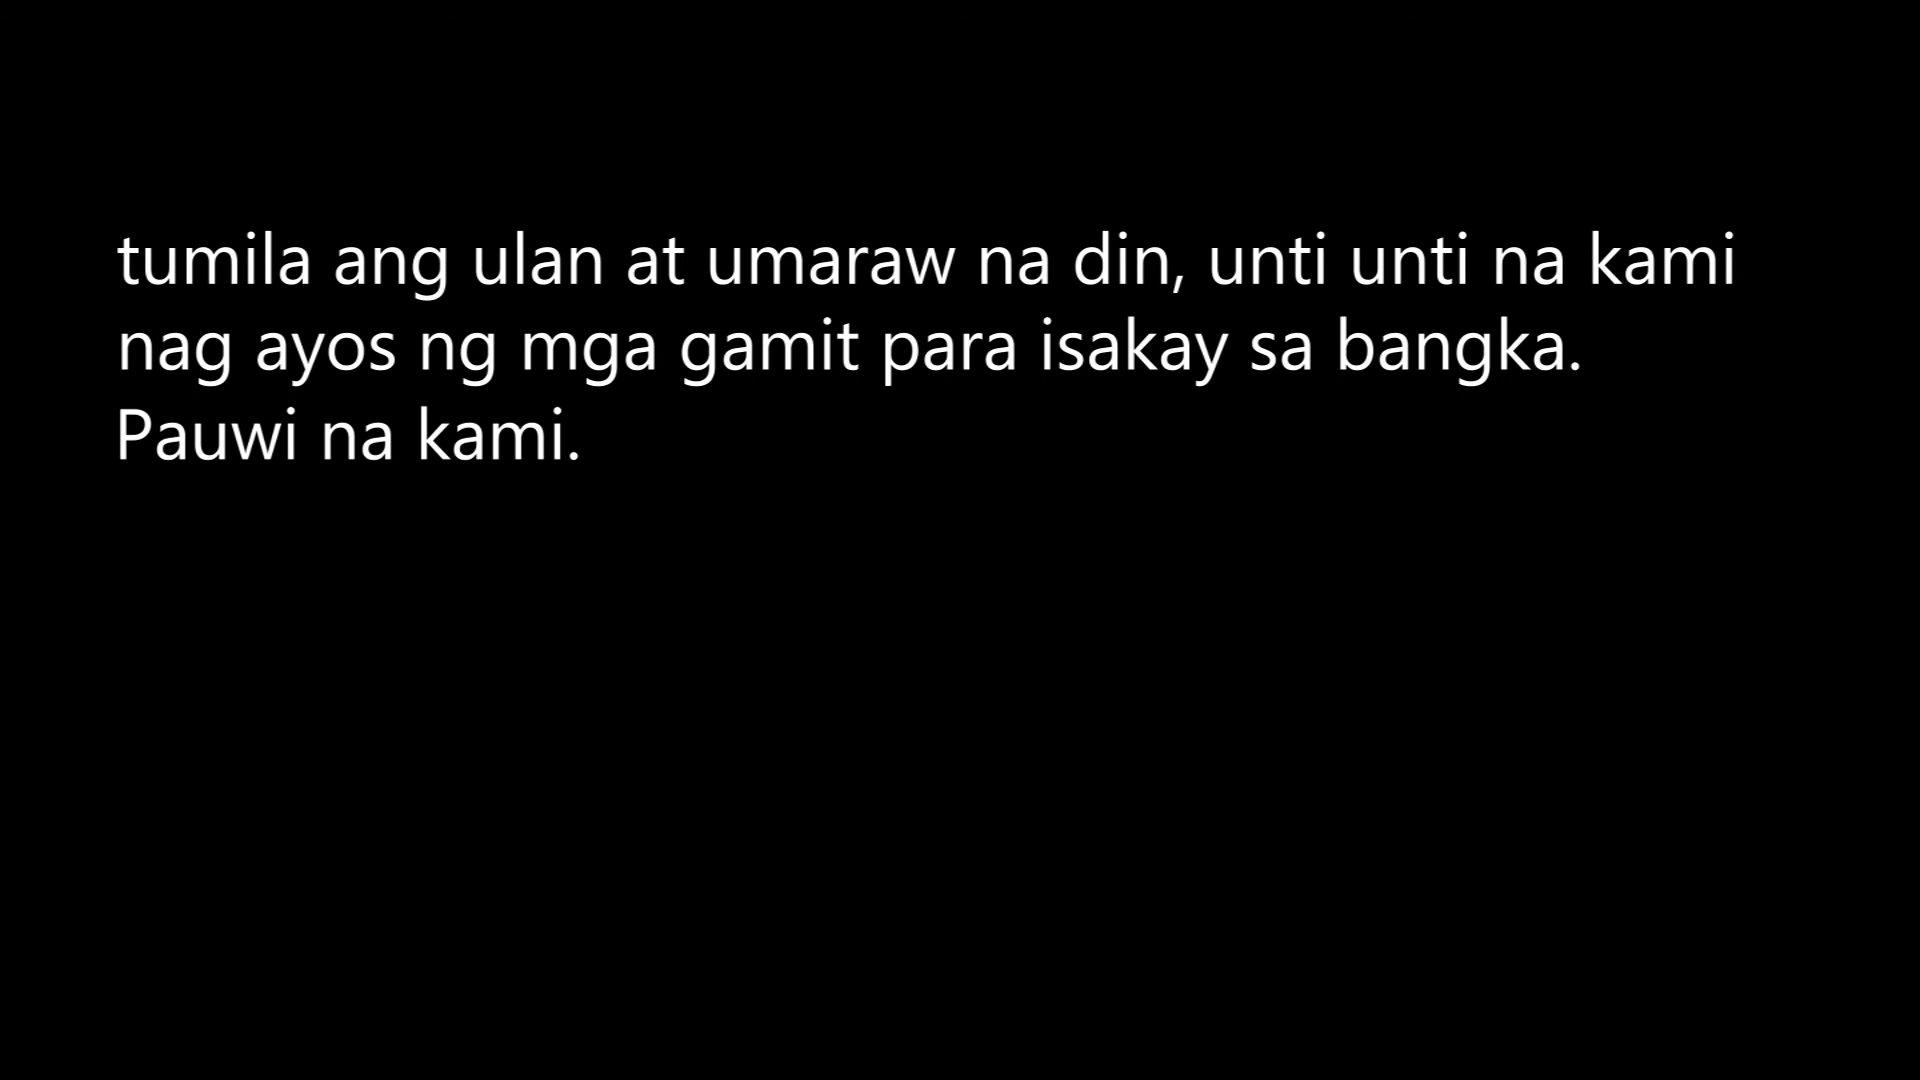 tumila ang ulan at umaraw na din, unti unti na kami
nag ayos ng mga gamit para isakay sa bangka.
Pauwi na kami.